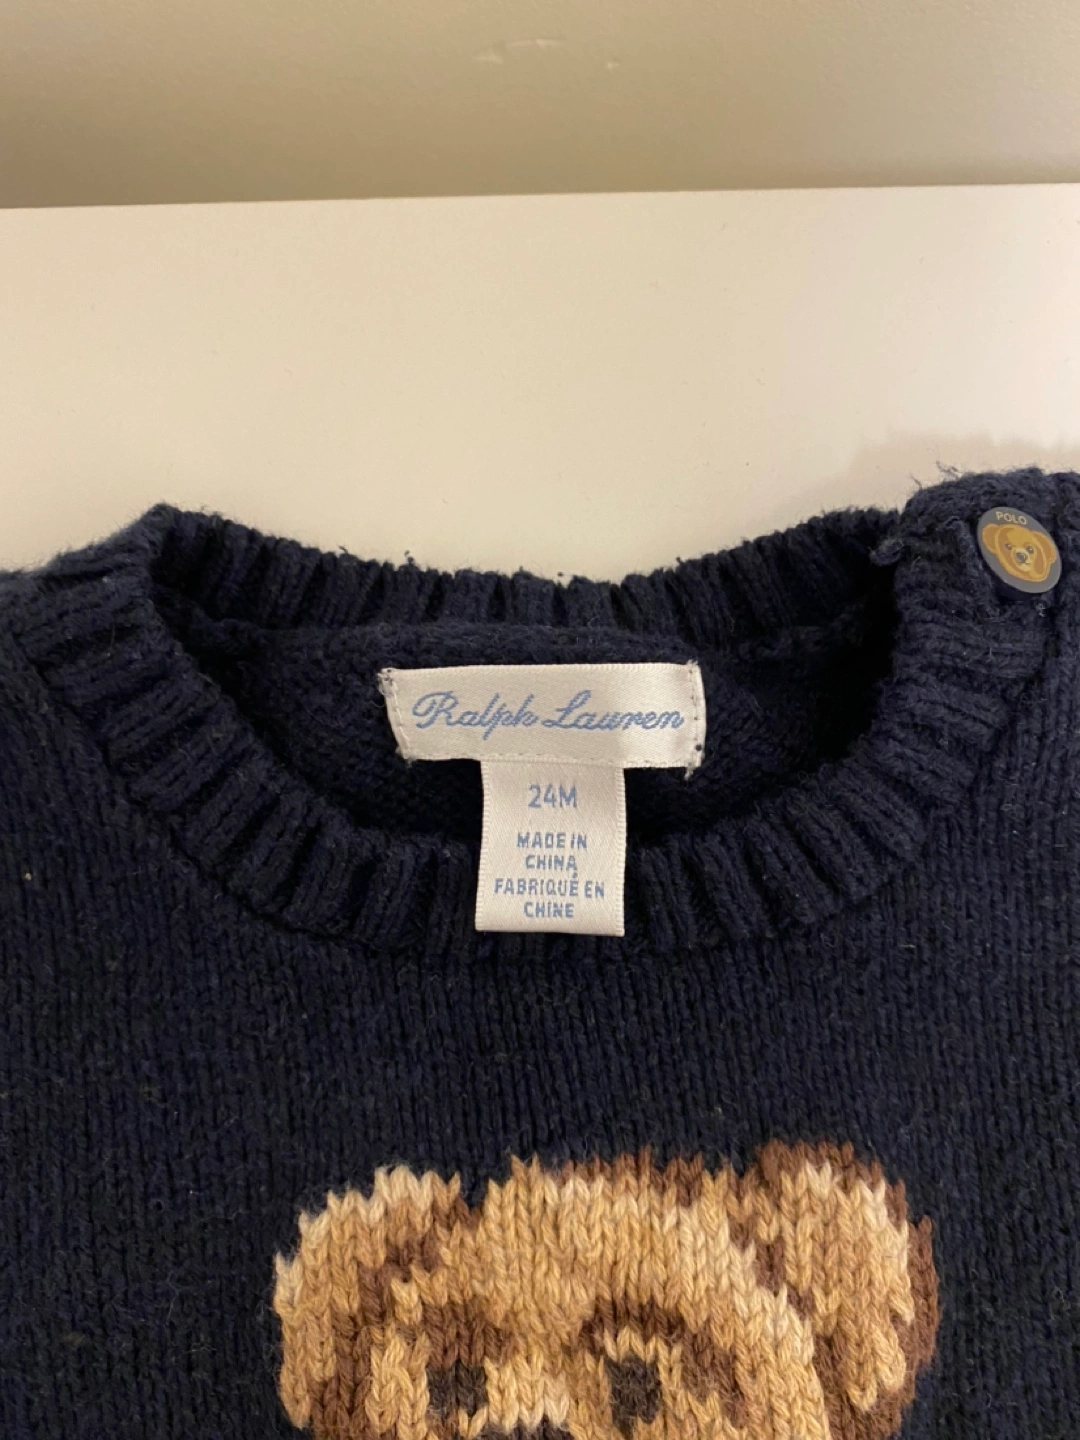 POLO
Ralph Lauren
24M
MADE IN
CHINA
FABRIQUÉ EN
CHINE